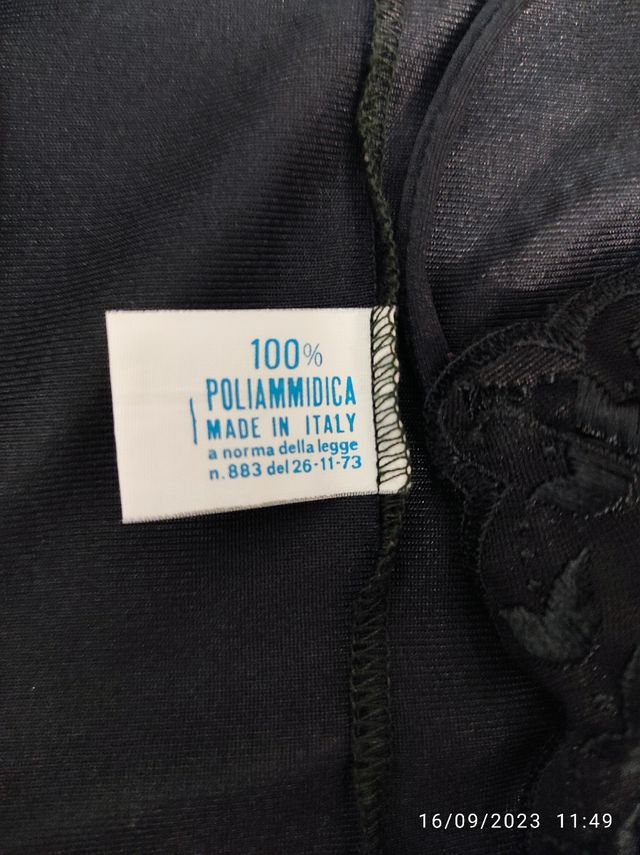 100%
POLIAMMIDICA
MADE IN ITALY
a norma della legge
n.883 del 26-11-73
16/09/2023 11:49